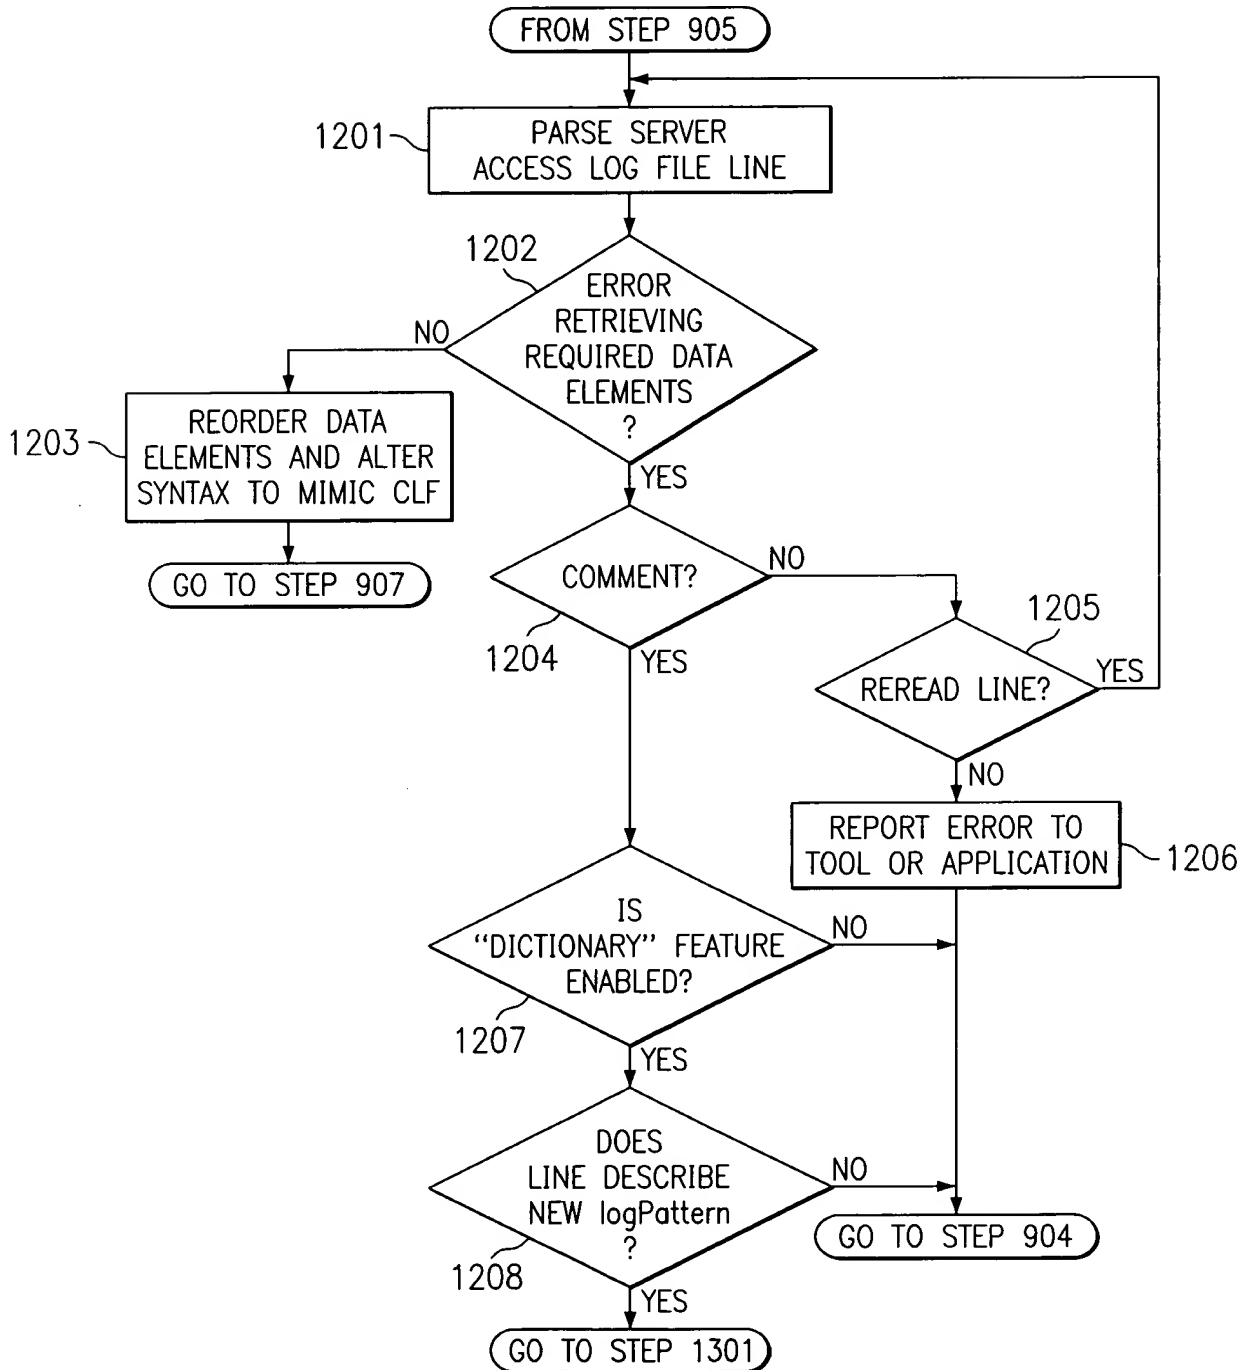 FROM STEP 905
1201
PARSE SERVER
ACCESS LOG FILE LINE
1202
ERROR
RETRIEVING
REQUIRED DATA
ELEMENTS
?
NO
YES
1203
REORDER DATA
ELEMENTS AND ALTER
SYNTAX TO MIMIC CLF
GO TO STEP 907
COMMENT?
NO
1204
YES
1205
REREAD LINE?
YES
NO
REPORT ERROR TO
TOOL OR APPLICATION
1206
IS
"DICTIONARY" FEATURE
ENABLED?
NO
1207
YES
DOES
LINE DESCRIBE
NEW logPattern
?
NO
1208
YES
GO TO STEP 904
GO TO STEP 1301